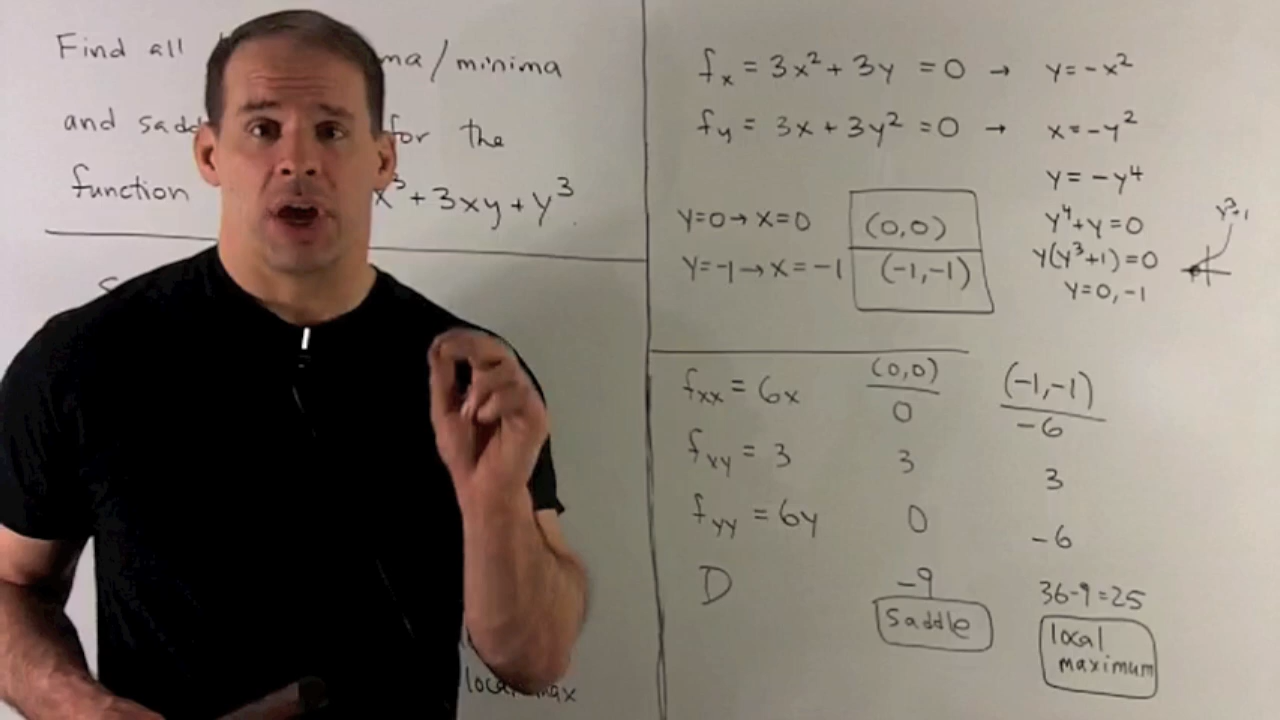 Find all ma/minima
and sadd for the
function x³+3xy+y³.
S
local max
fx = 3x²+3y = 0 → y=-x²
fy = 3x+3y² = 0 → x=-y²
y=-y⁴
y=0→x=0 (0,0) y⁴+y=0
y(y³+1)=0 y³+1
y=-1→x=-1 (-1,-1)
y=0,-1
(0,0) (-1,-1)
fxx = 6x 0 -6
fxy = 3 3 3
fyy = 6y 0 -6
D -9 36-9=25
saddle local
maximum